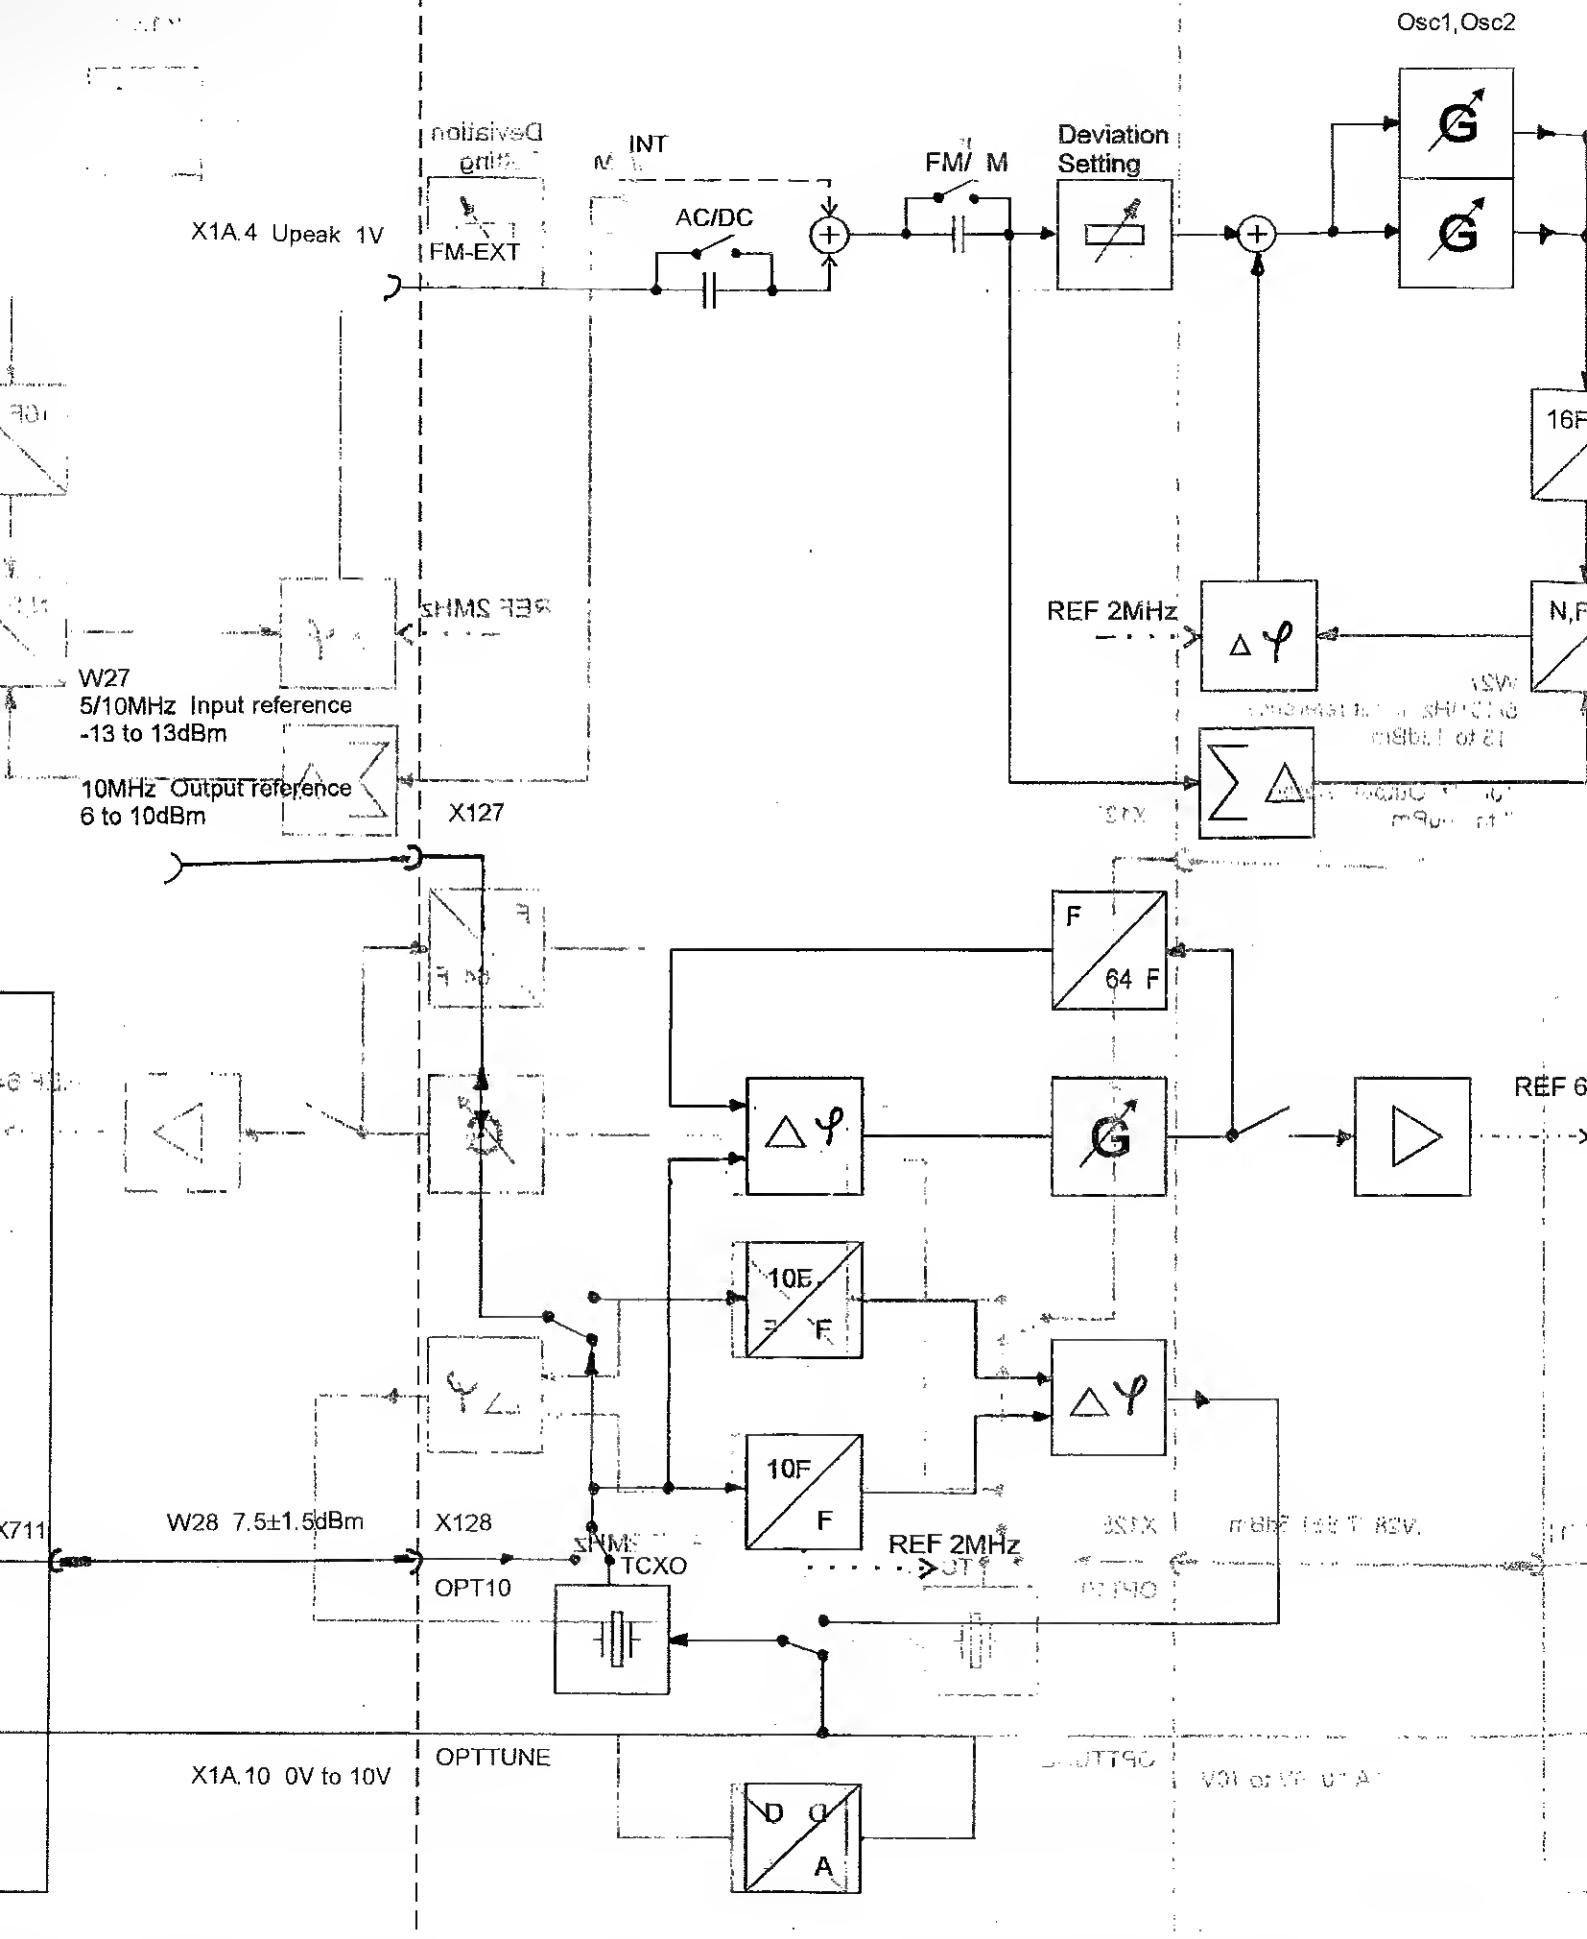 Osc1,Osc2
G
G
INT
Deviation
Setting
FM/ M
AC/DC
X1A.4 Upeak 1V
FM-EXT
16F
REF 2MHz
Δ φ
N,F
W27
5/10MHz Input reference
-13 to 13dBm
10MHz Output reference
6 to 10dBm
X127
Σ Δ
F
64 F
Δ φ
G
REF 6
10F
F
Δ φ
10F
F
X711
W28 7.5±1.5dBm
X128
REF 2MHz
TCXO
OPT10
X1A.10 0V to 10V
OPTTUNE
D
A